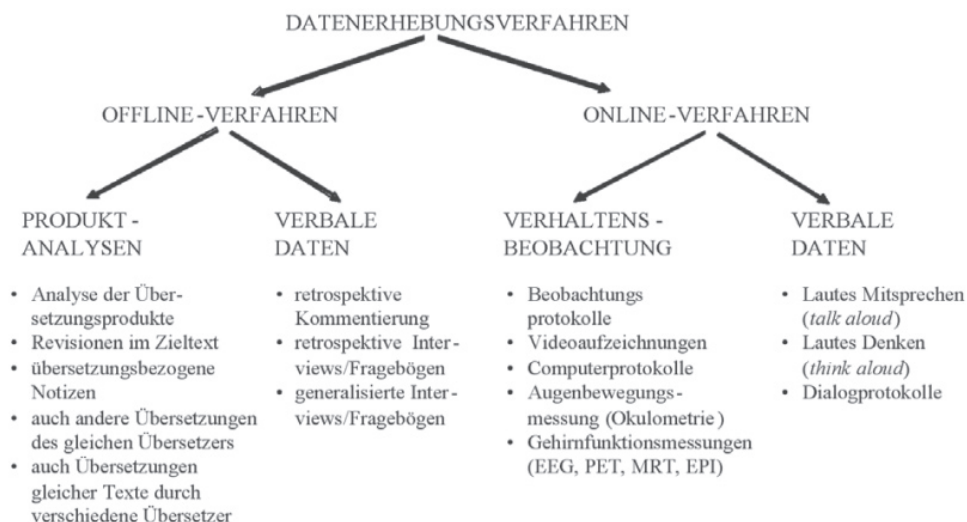 DATENERHEBUNGSVERFAHREN
OFFLINE-VERFAHREN
ONLINE-VERFAHREN
PRODUKT -
ANALYSEN
• Analyse der Über-
setzungsprodukte
• Revisionen im Zieltext
• übersetzungsbezogene
Notizen
• auch andere Übersetzungen
des gleichen Übersetzers
• auch Übersetzungen
gleicher Texte durch
verschiedene Übersetzer
VERBALE
DATEN
• retrospektive
Kommentierung
• retrospektive Inter-
views/Fragebögen
• generalisierte Inter-
views/Fragebögen
VERHALTENS -
BEOBACHTUNG
• Beobachtungs
protokolle
• Videoaufzeichnungen
• Computerprotokolle
• Augenbewegungs-
messung (Okulometrie)
• Gehirnfunktionsmessungen
(EEG, PET, MRT, EPI)
VERBALE
DATEN
• Lautes Mitsprechen
(talk aloud)
• Lautes Denken
(think aloud)
• Dialogprotokolle